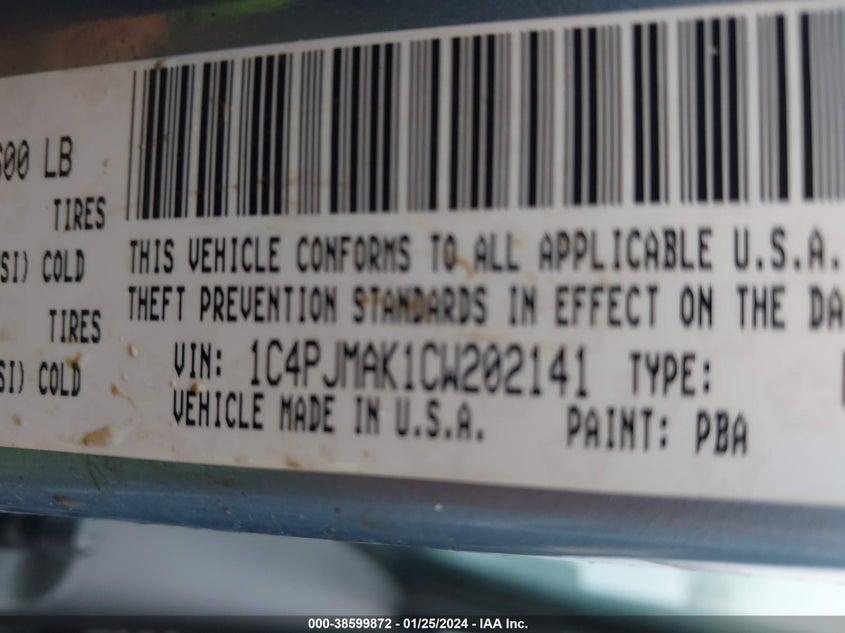 600 LB
TIRES
SI) COLD
TIRES
SI) COLD
THIS VEHICLE CONFORMS TO ALL APPLICABLE U.S.A.
THEFT PREVENTION STANDARDS IN EFFECT ON THE DA
VIN: 1C4PJMAK1CW202141 TYPE:
VEHICLE MADE IN U.S.A. PAINT: PBA
000-38599872 - 01/25/2024 - IAA Inc.